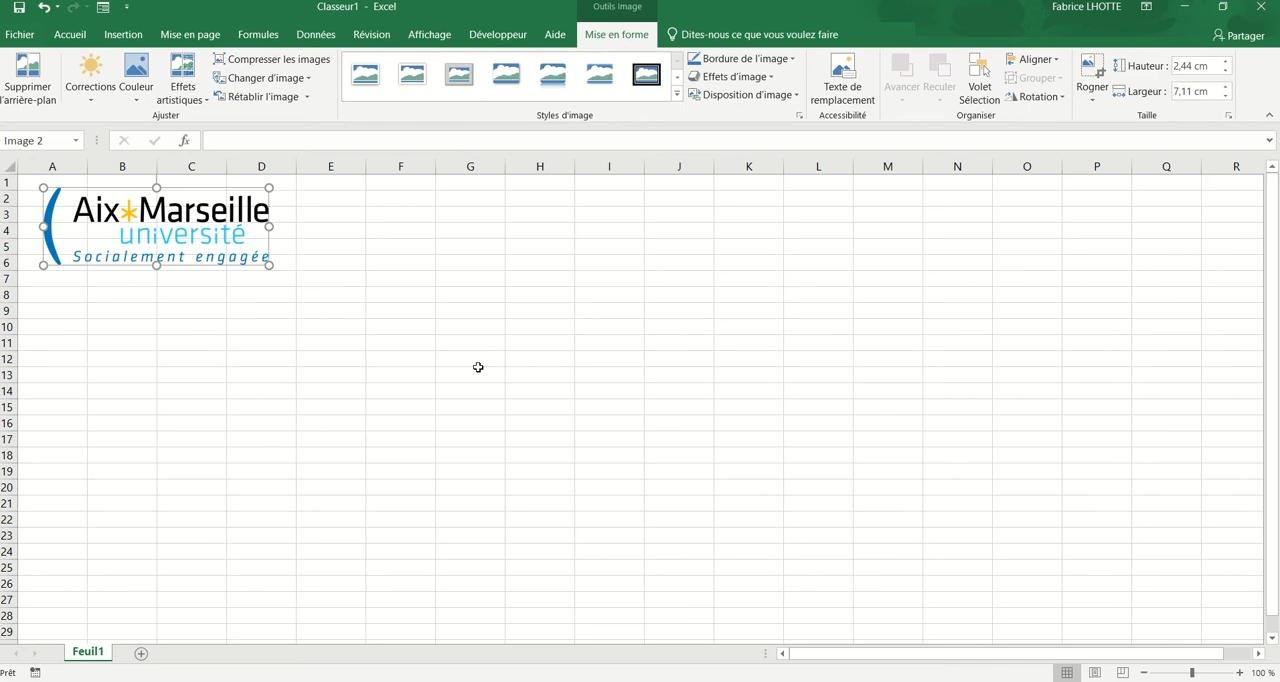 Classeur1 - Excel
Outils Image
Fabrice LHOTTE
Fichier Accueil Insertion Mise en page Formules Données Révision Affichage Développeur Aide Mise en forme Dites-nous ce que vous voulez faire Partager
Supprimer
l'arrière-plan
Corrections
Couleur
Effets
artistiques
Compresser les images
Changer d'image
Rétablir l'image
Ajuster
Styles d'image
Bordure de l'image
Effets d'image
Disposition d'image
Texte de
remplacement
Accessibilité
Avancer
Reculer
Volet
Sélection
Aligner
Grouper
Rotation
Organiser
Rogner
Hauteur : 2,44 cm
Largeur : 7,11 cm
Taille
Image 2
fx
A B C D E F G H I J K L M N O P Q R
1
2
3
4
5
6
7
8
9
10
11
12
13
14
15
16
17
18
19
20
21
22
23
24
25
26
27
28
29
Aix*Marseille
université
Socialement engagée
Feuil1
Prêt
100 %